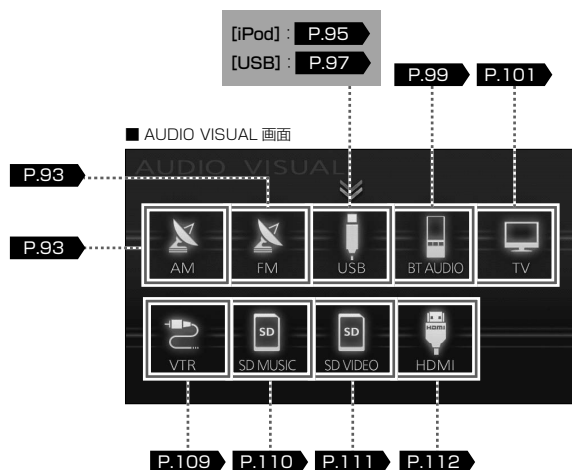 [iPod] : P.95
[USB] : P.97
P.99 P.101
■ AUDIO VISUAL 画面
AUDIO VISUAL
P.93
P.93
AM FM USB BT AUDIO TV
SD SD HDMI
VTR SD MUSIC SD VIDEO HDMI
P.109 P.110 P.111 P.112